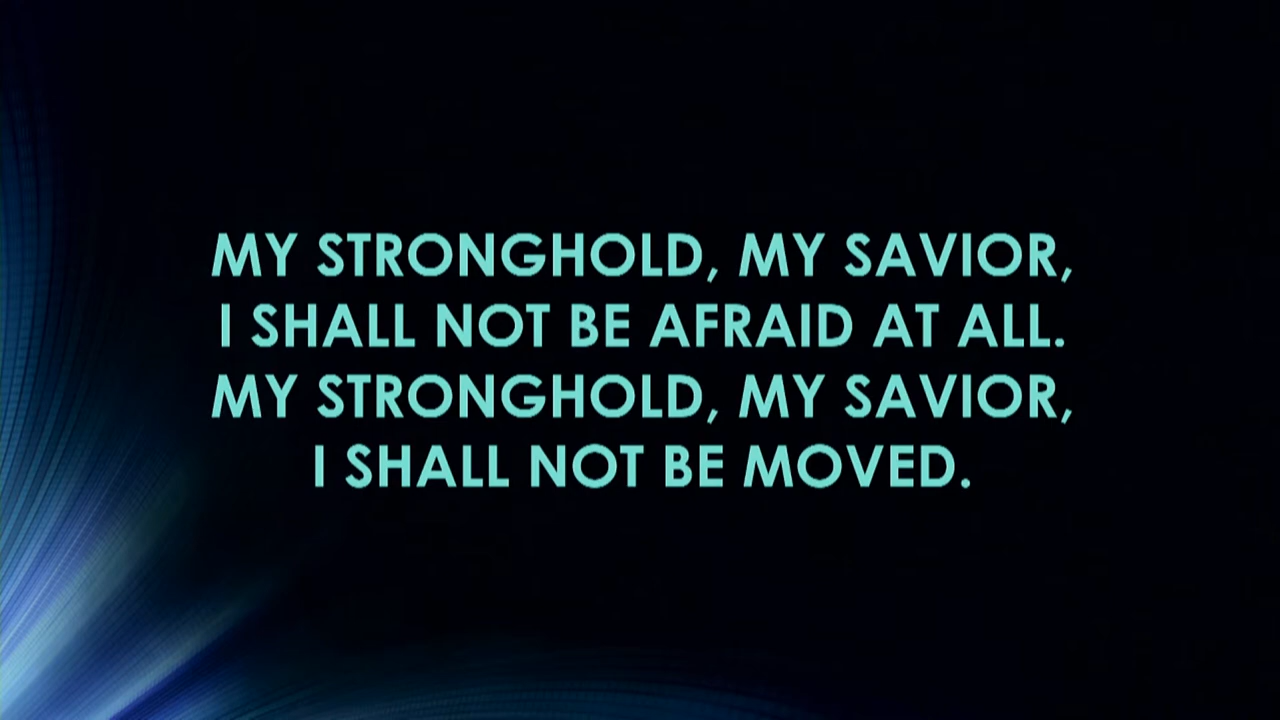 MY STRONGHOLD, MY SAVIOR,
I SHALL NOT BE AFRAID AT ALL.
MY STRONGHOLD, MY SAVIOR,
I SHALL NOT BE MOVED.